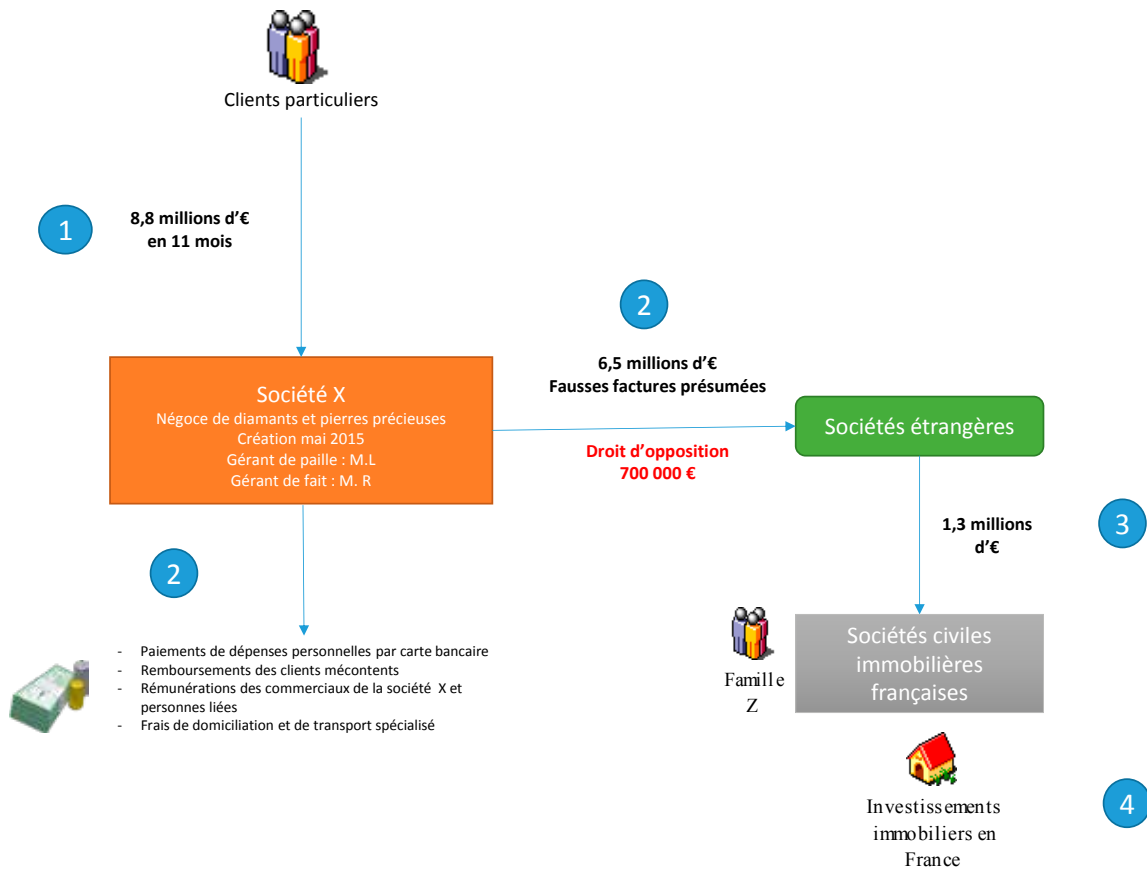 Clients particuliers
1
8,8 millions d'€
en 11 mois
2
6,5 millions d'€
Fausses factures présumées
Société X
Négoce de diamants et pierres précieuses
Création mai 2015
Gérant de paille : M.L
Gérant de fait : M. R
Droit d'opposition
700 000 €
Sociétés étrangères
1,3 millions
d'€
3
2
- Paiements de dépenses personnelles par carte bancaire
- Remboursements des clients mécontents
- Rémunérations des commerciaux de la société X et
personnes liées
- Frais de domiciliation et de transport spécialisé
Famille
Z
Sociétés civiles
immobilières
françaises
Investissements
immobiliers en
France
4